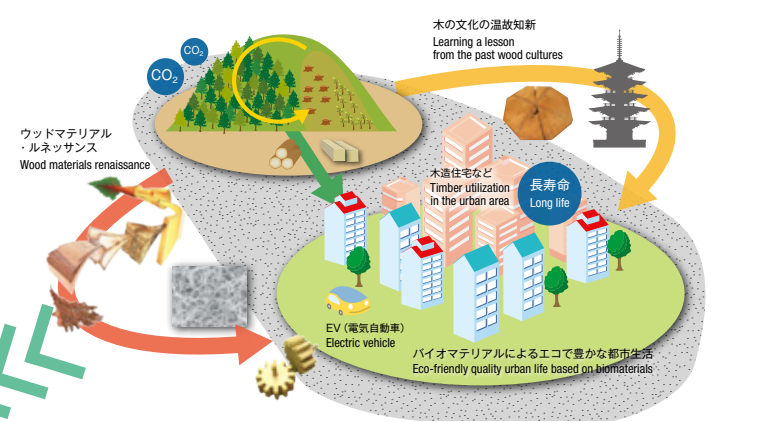 木の文化の温故知新
Learning a lesson
from the past wood cultures
CO₂
CO₂
ウッドマテリアル
・ルネッサンス
Wood materials renaissance
木造住宅など
Timber utilization
in the urban area
長寿命
Long life
EV（電気自動車）
Electric vehicle
バイオマテリアルによるエコで豊かな都市生活
Eco-friendly quality urban life based on biomaterials